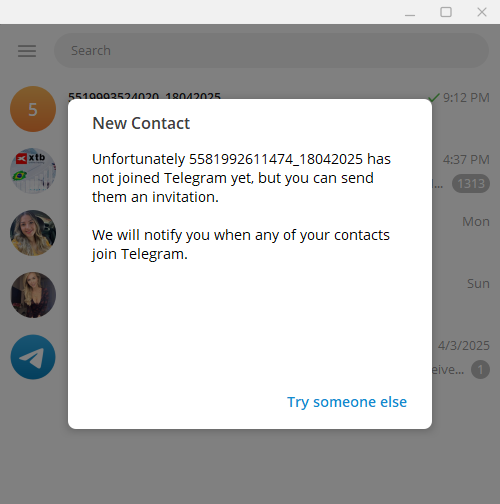 Search
5
5519993524020_18042025
9:12 PM
New Contact
Unfortunately 5581992611474_18042025 has
not joined Telegram yet, but you can send
them an invitation.
We will notify you when any of your contacts
join Telegram.
Try someone else
xtb
4:37 PM
1313
Mon
Sun
4/3/2025
eive...
1